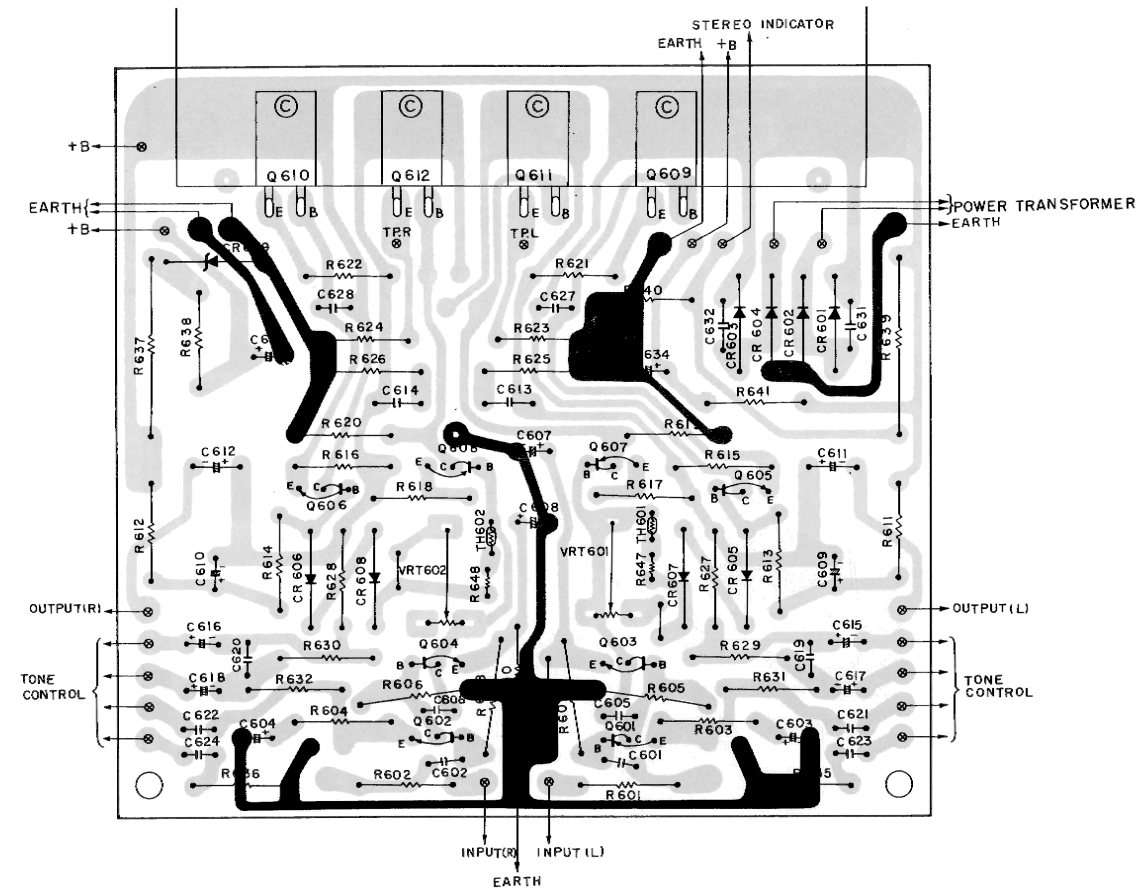 STEREO INDICATOR
EARTH +B
C C C C
+B
Q610 Q612 Q611 Q609
E B E B E B E B
EARTH
POWER TRANSFORMER
EARTH
+B
T.P.R T.P.L
R622 R621
C628 C627
R637 R638 R624 R623 C632 CR603 CR604 CR602 CR601 C631 R639
R626 R625
C614 C613 R641
R620
C607
C612 Q607 C611
R616 E C B B C E R615
E C B R618 R617 B C E Q605
Q606
R612 TH602 TH601 R611
C610 R614 CR606 R628 CR608 VRT602 R648 VRT601 R647 CR607 R627 CR605 R613 C609
OUTPUT(R) OUTPUT(L)
C616 Q604 Q603 C615
C620 R630 B C E E C B R629 C619
TONE CONTROL C618 R632 R606 R605 R631 C617 TONE CONTROL
C622 C604 R604 Q602 C605 Q601 R603 C603 C621
C624 E C B B C E C623
C602 C601
R602 R601
INPUT(R) INPUT(L)
EARTH